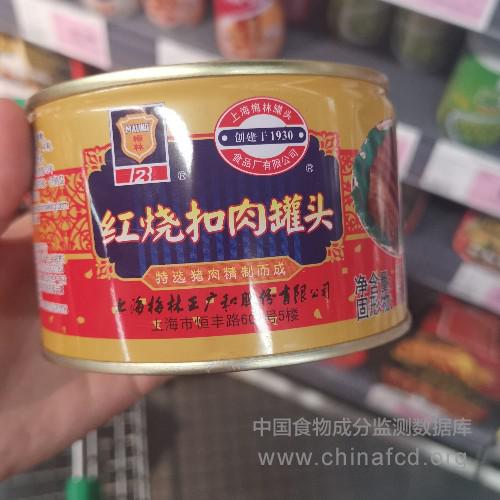 MALING
梅林
B2
®
上海梅林罐头
创建于1930
食品厂有限公司
®
红烧扣肉罐头
特选猪肉精制而成
上海梅林正广和股份有限公司
净含量
固形物
中国食物成分监测数据库
www.chinafcd.org